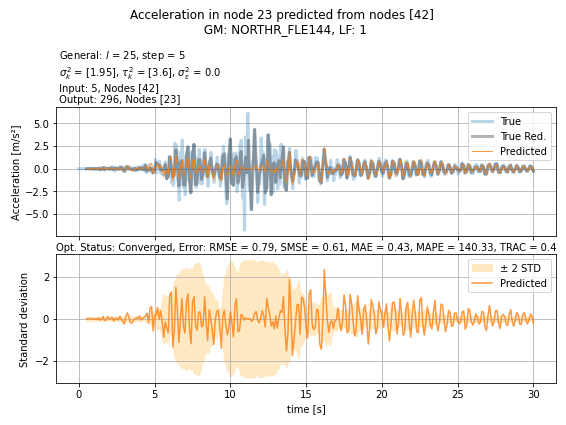 Acceleration in node 23 predicted from nodes [42]
GM: NORTHR_FLE144, LF: 1
General: l = 25, step = 5
σ²ₖ = [1.95], τ²ₖ = [3.6], σ²ε = 0.0
Input: 5, Nodes [42]
Output: 296, Nodes [23]
Acceleration [m/s²]
5.0
2.5
0.0
−2.5
−5.0
True
True Red.
Predicted
Opt. Status: Converged, Error: RMSE = 0.79, SMSE = 0.61, MAE = 0.43, MAPE = 140.33, TRAC = 0.4
Standard deviation
2
0
−2
± 2 STD
Predicted
0 5 10 15 20 25 30
time [s]